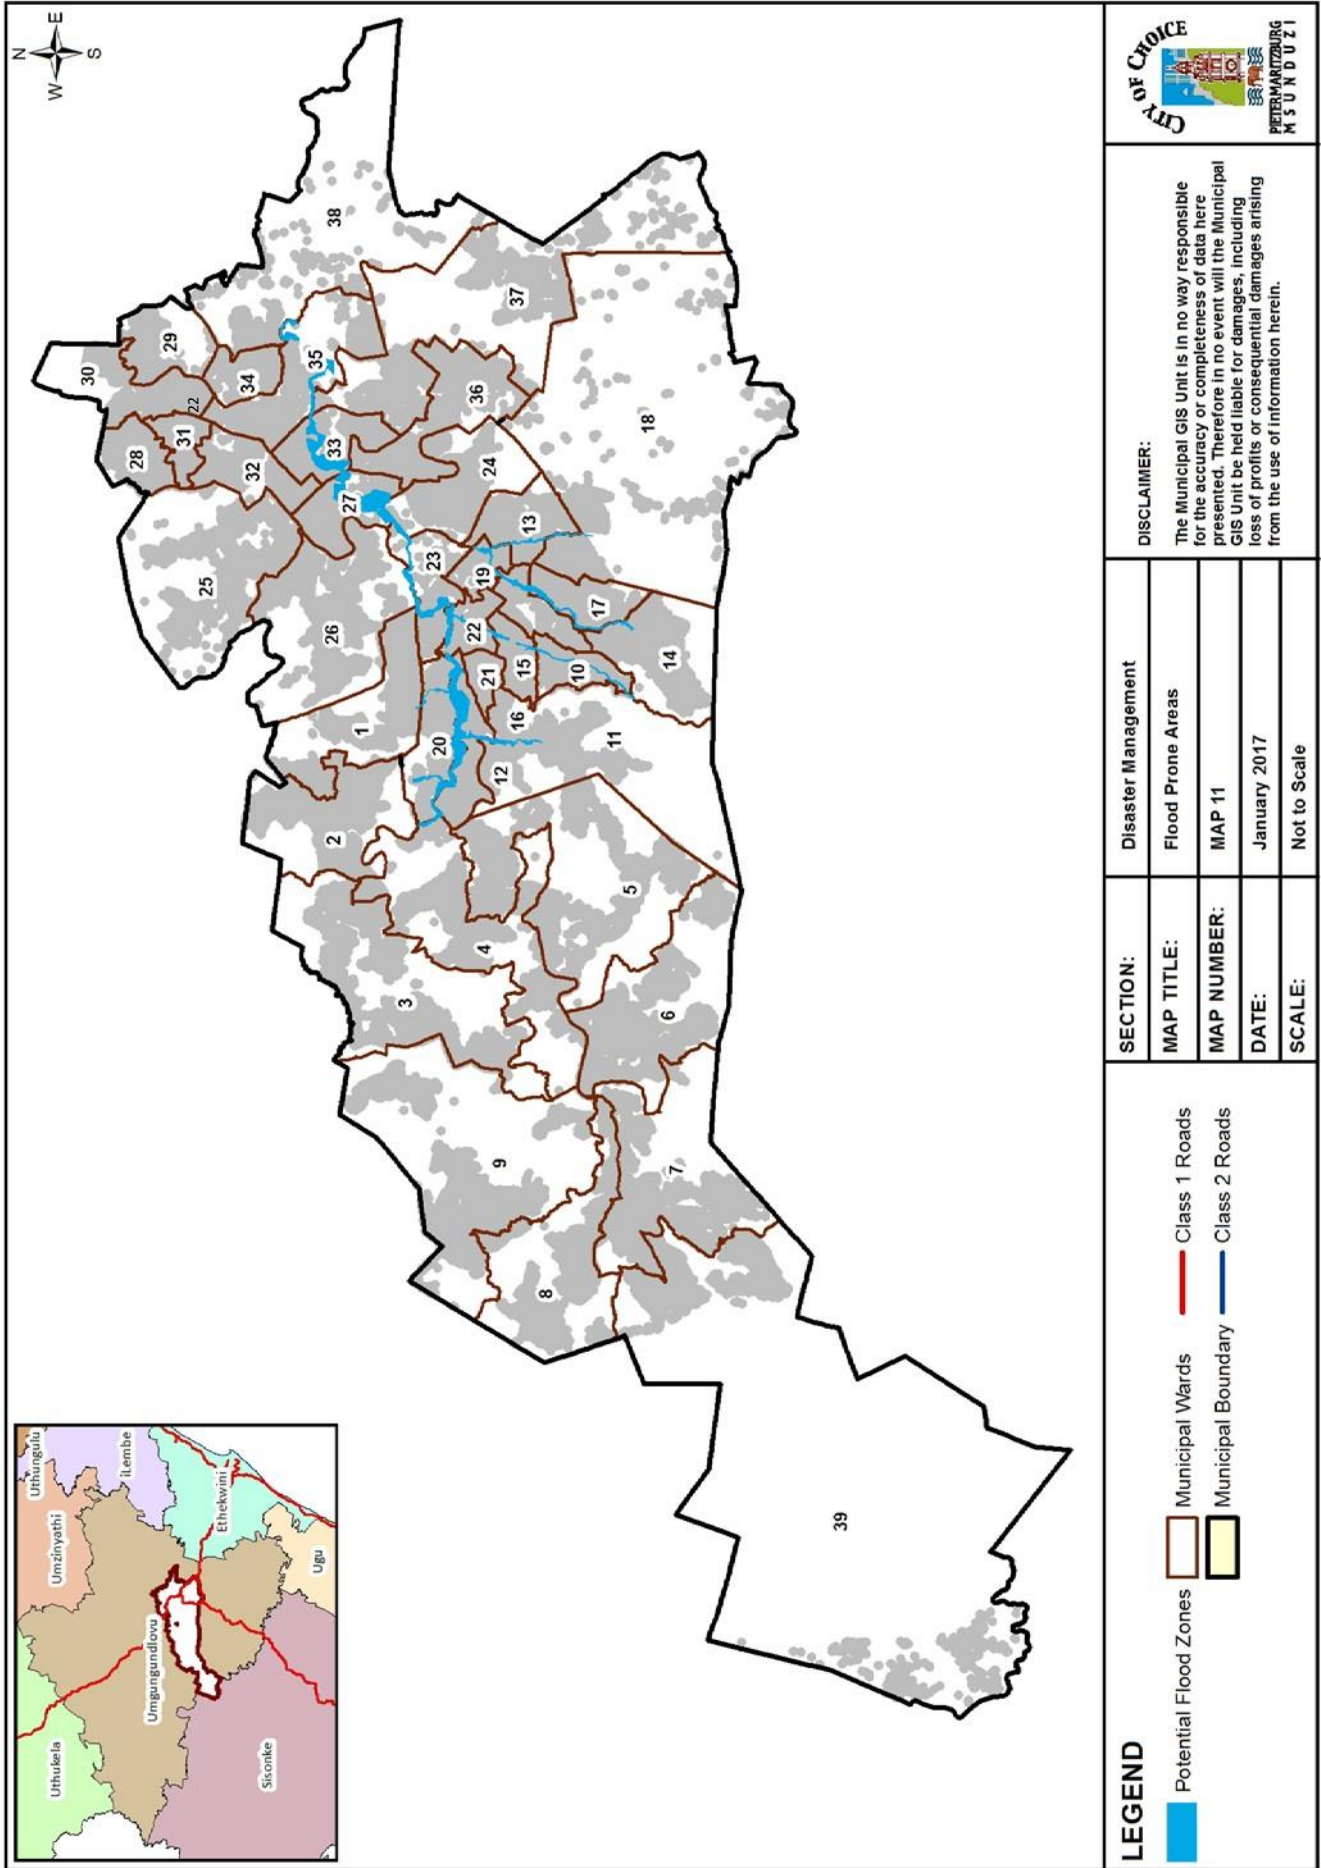 N
W
E
S
Uthungulu
Umzinyathi
iLembe
Uthukela
Umgungundlovu
Ethekwini
Ugu
Sisonke
30
29
28
31
22
34
38
32
25
35
33
27
26
37
36
24
18
1
23
13
19
17
2
20
22
21
15
10
14
16
12
11
3
4
5
6
9
7
8
39
LEGEND
Potential Flood Zones
Municipal Wards
Class 1 Roads
Municipal Boundary
Class 2 Roads
SECTION:
Disaster Management
MAP TITLE:
Flood Prone Areas
MAP NUMBER:
MAP 11
DATE:
January 2017
SCALE:
Not to Scale
DISCLAIMER:
The Municipal GIS Unit is in no way responsible
for the accuracy or completeness of data here
presented. Therefore in no event will the Municipal
GIS Unit be held liable for damages, including
loss of profits or consequential damages arising
from the use of information herein.
CITY OF CHOICE
PIETERMARITZBURG
MSUNDUZI